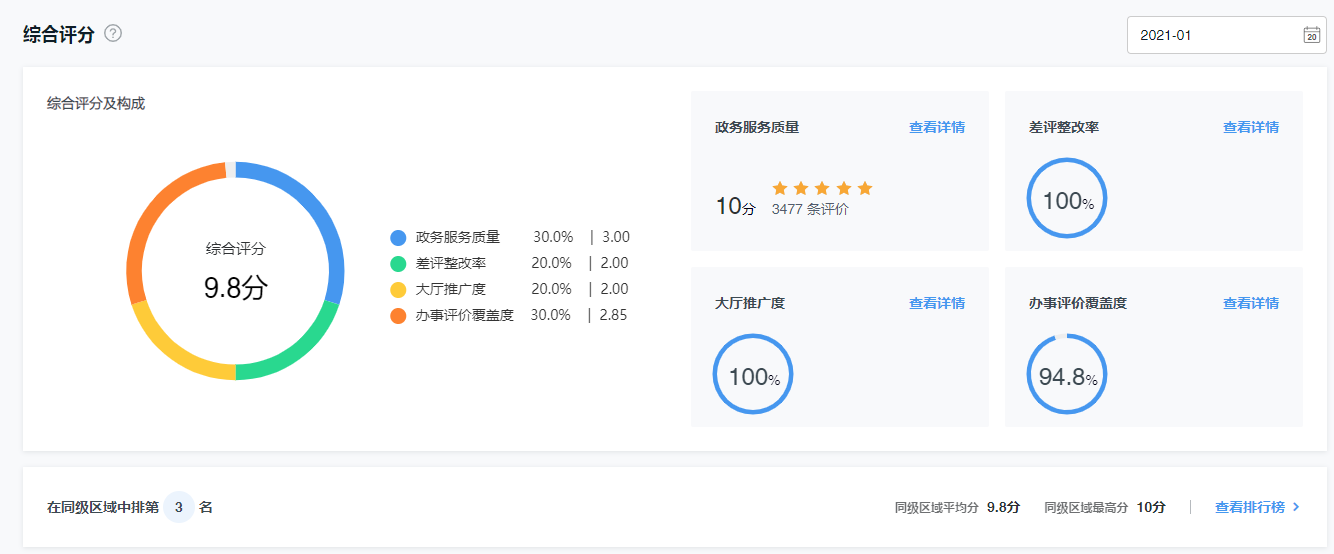 综合评分 ?
2021-01 20
综合评分及构成
综合评分
9.8分
政务服务质量 30.0% | 3.00
差评整改率 20.0% | 2.00
大厅推广度 20.0% | 2.00
办事评价覆盖度 30.0% | 2.85
政务服务质量 查看详情
10分
3477 条评价
差评整改率 查看详情
100%
大厅推广度 查看详情
100%
办事评价覆盖度 查看详情
94.8%
在同级区域中排第 3 名 同级区域平均分 9.8分 同级区域最高分 10分 | 查看排行榜 >